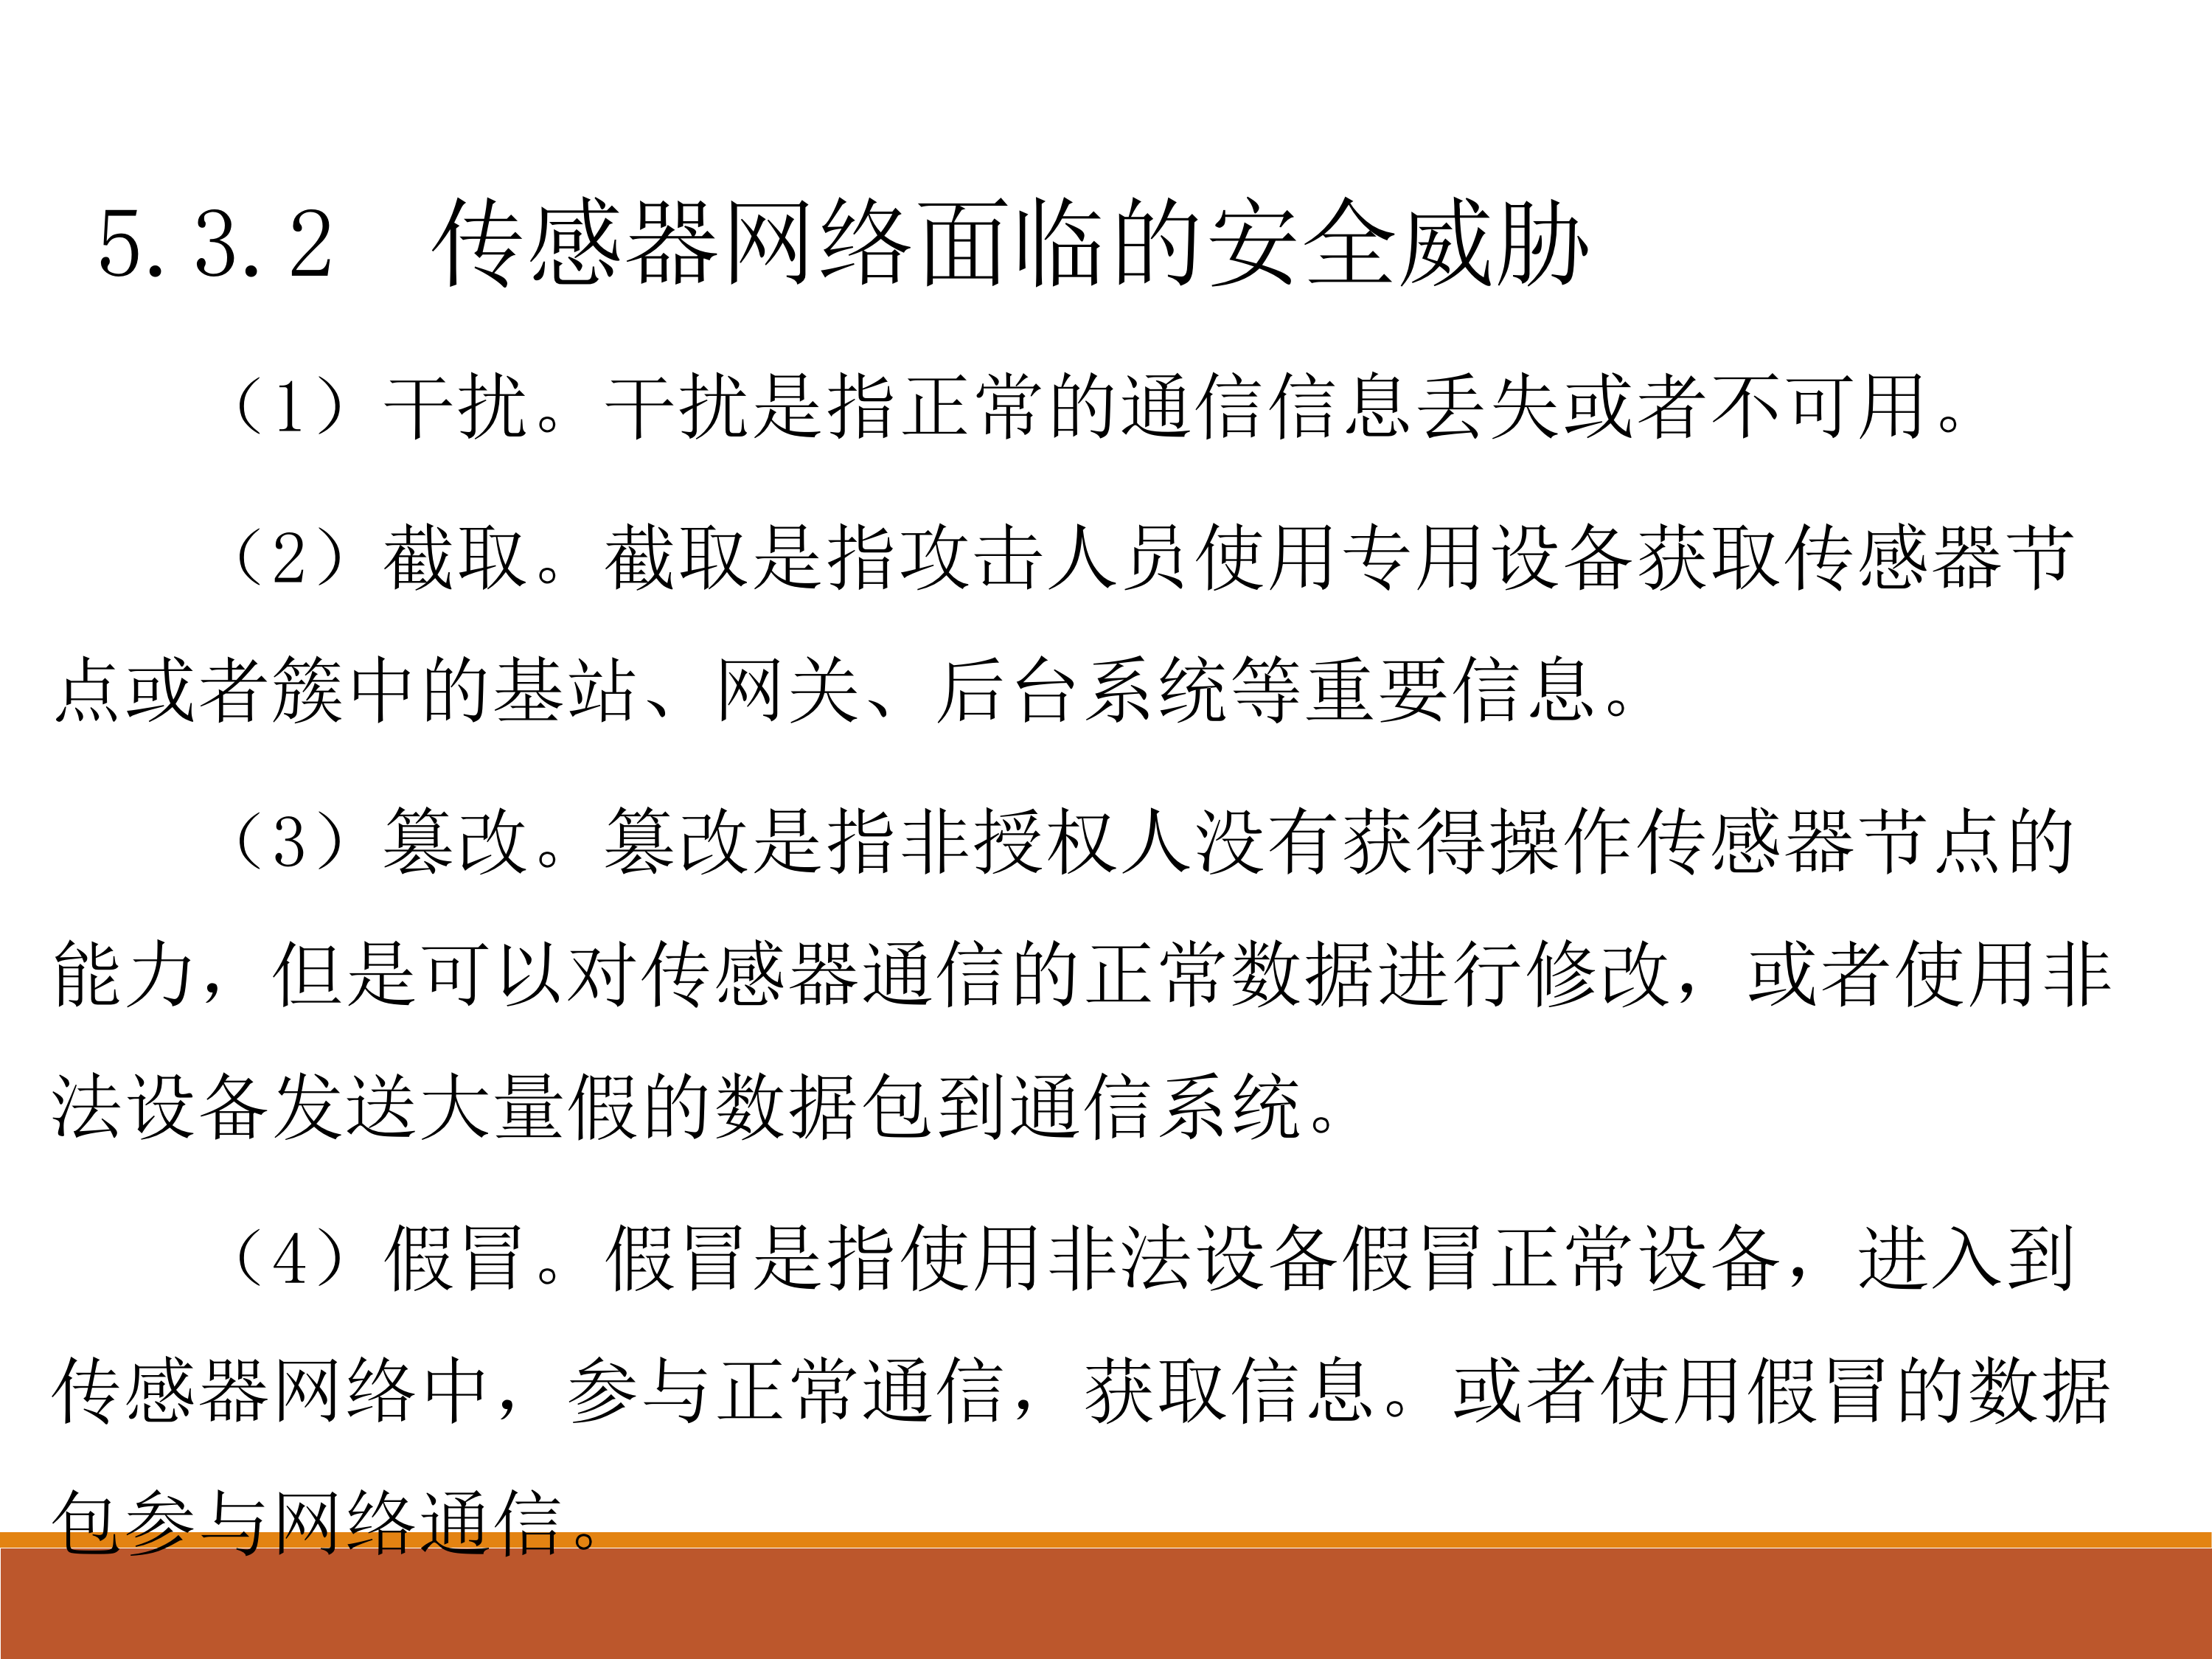 5.3.2 传感器网络面临的安全威胁
（1）干扰。干扰是指正常的通信信息丢失或者不可用。
（2）截取。截取是指攻击人员使用专用设备获取传感器节
点或者簇中的基站、网关、后台系统等重要信息。
（3）篡改。篡改是指非授权人没有获得操作传感器节点的
能力，但是可以对传感器通信的正常数据进行修改，或者使用非
法设备发送大量假的数据包到通信系统。
（4）假冒。假冒是指使用非法设备假冒正常设备，进入到
传感器网络中，参与正常通信，获取信息。或者使用假冒的数据
包参与网络通信。